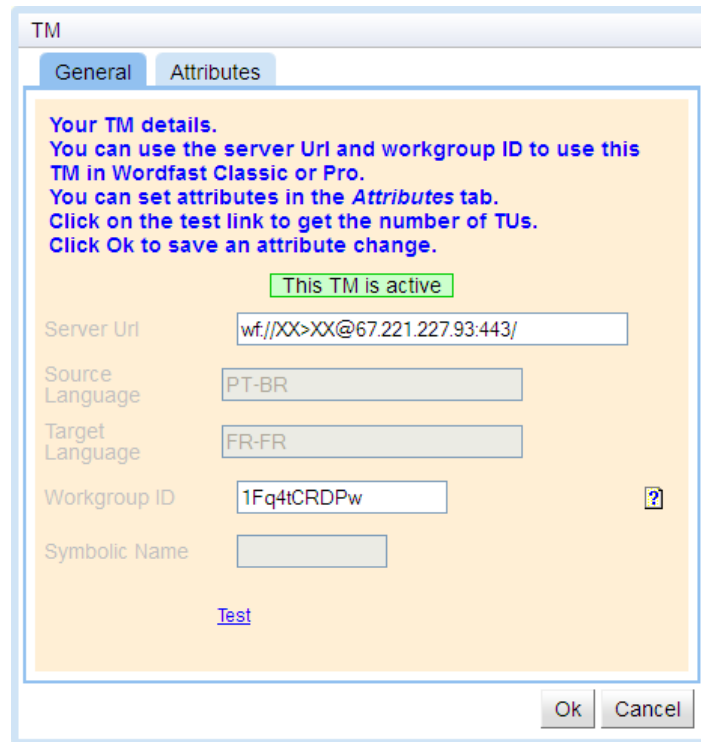 TM
General Attributes
Your TM details.
You can use the server Url and workgroup ID to use this
TM in Wordfast Classic or Pro.
You can set attributes in the Attributes tab.
Click on the test link to get the number of TUs.
Click Ok to save an attribute change.
This TM is active
Server Url wf://XX>XX@67.221.227.93:443/
Source
Language PT-BR
Target
Language FR-FR
Workgroup ID 1Fq4tCRDPw ?
Symbolic Name
Test
Ok Cancel